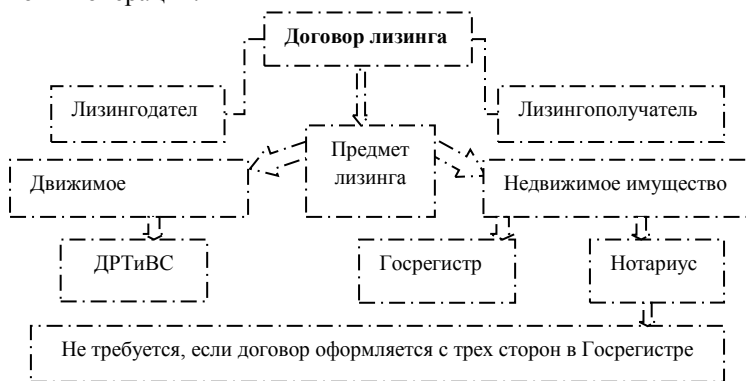 Договор лизинга
Лизингодател
Лизингополучатель
Предмет
лизинга
Движимое
Недвижимое имущество
ДРТиВС
Госрегистр
Нотариус
Не требуется, если договор оформляется с трех сторон в Госрегистре